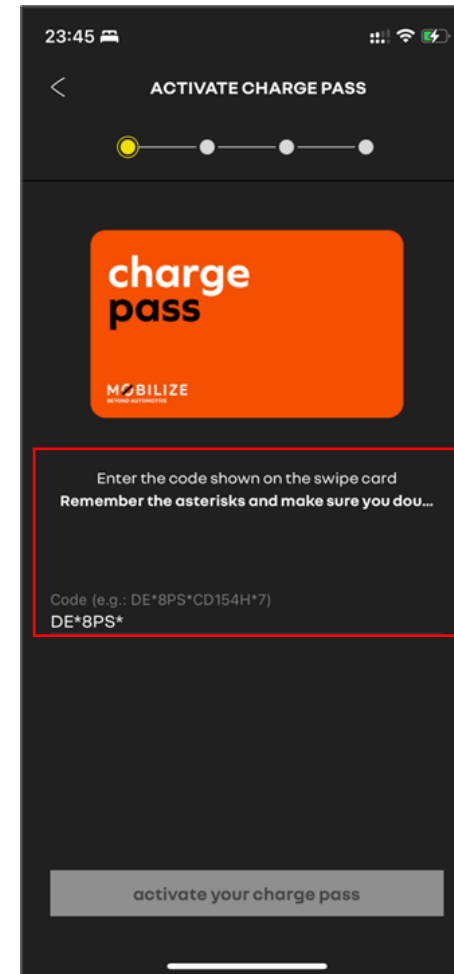 23:45
ACTIVATE CHARGE PASS
charge
pass
MOBILIZE
BEYOND AUTOMOTIVE
Enter the code shown on the swipe card
Remember the asterisks and make sure you dou...
Code (e.g.: DE*8PS*CD154H*7)
DE*8PS*
activate your charge pass